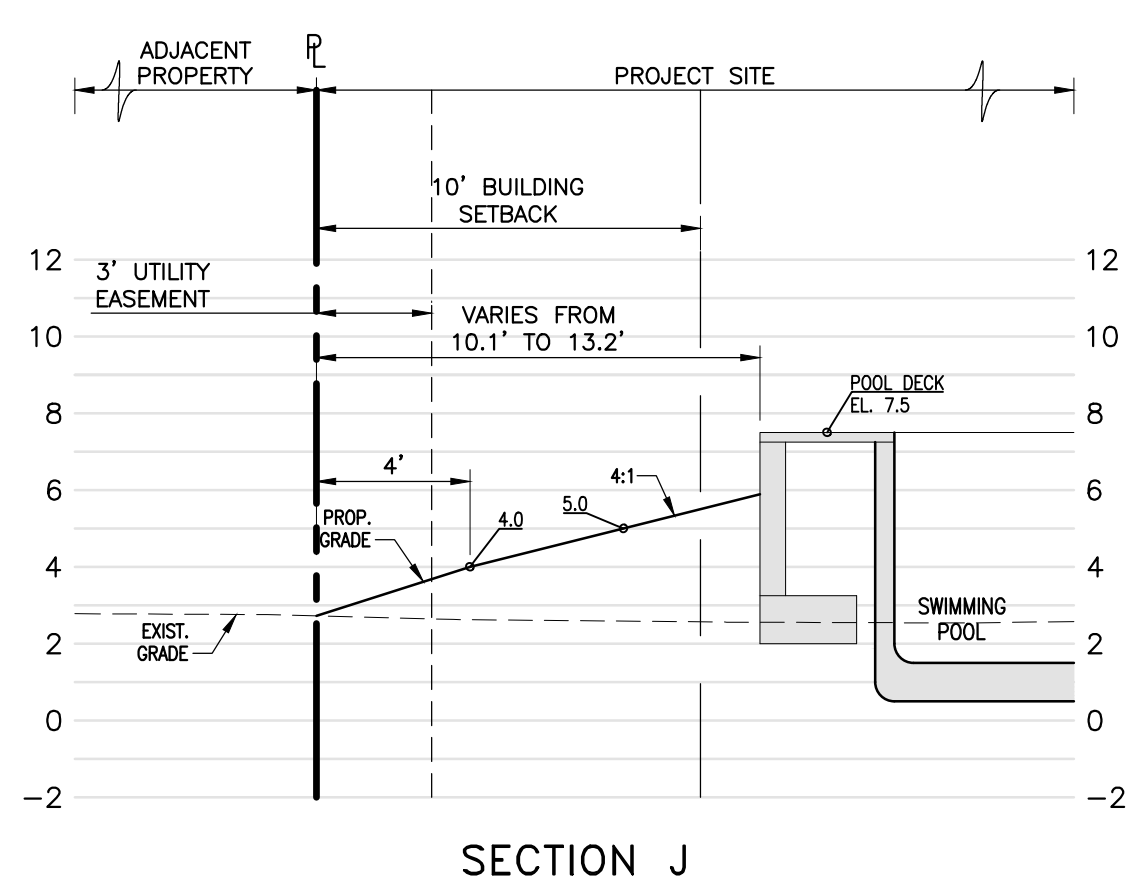 ADJACENT
PROPERTY
PL
PROJECT SITE
10' BUILDING
SETBACK
12
12
3' UTILITY
EASEMENT
VARIES FROM
10.1' TO 13.2'
10
10
POOL DECK
EL. 7.5
8
8
4'
4:1
6
6
5.0
4.0
PROP.
GRADE
4
4
SWIMMING
POOL
EXIST.
GRADE
2
2
0
0
-2
-2
SECTION J